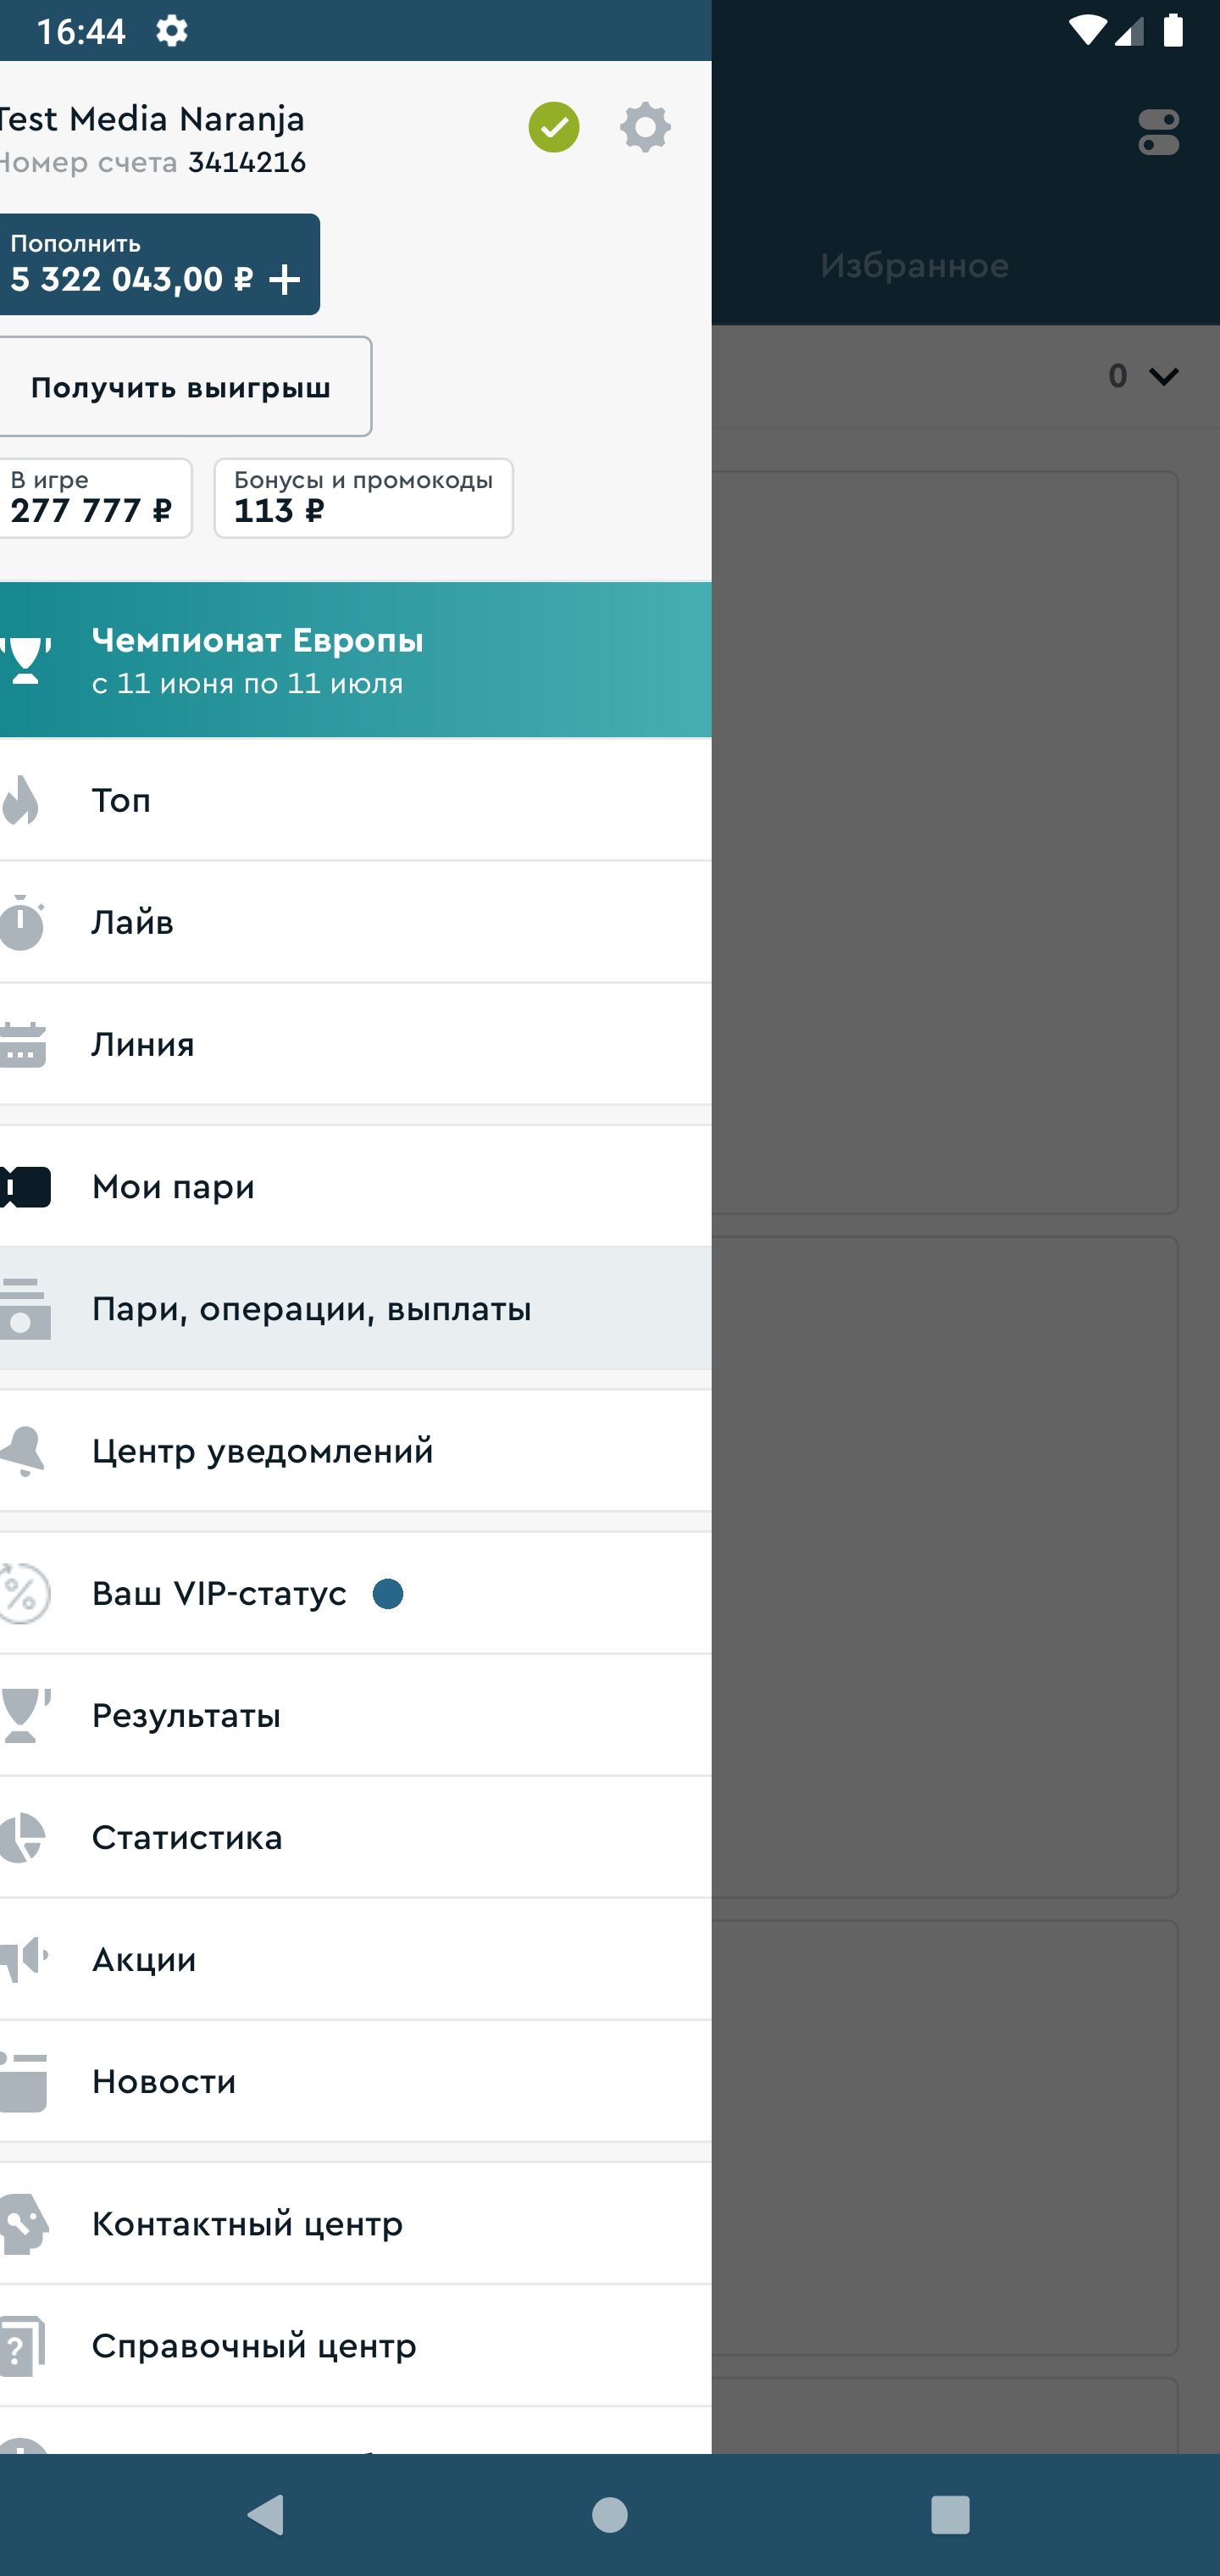 16:44
Test Media Naranja
Номер счета 3414216
Пополнить
5 322 043,00 ₽ +
Избранное
0
Получить выигрыш
В игре
277 777 ₽
Бонусы и промокоды
113 ₽
Чемпионат Европы
с 11 июня по 11 июля
Топ
Лайв
Линия
Мои пари
Пари, операции, выплаты
Центр уведомлений
Ваш VIP-статус
Результаты
Статистика
Акции
Новости
Контактный центр
Справочный центр